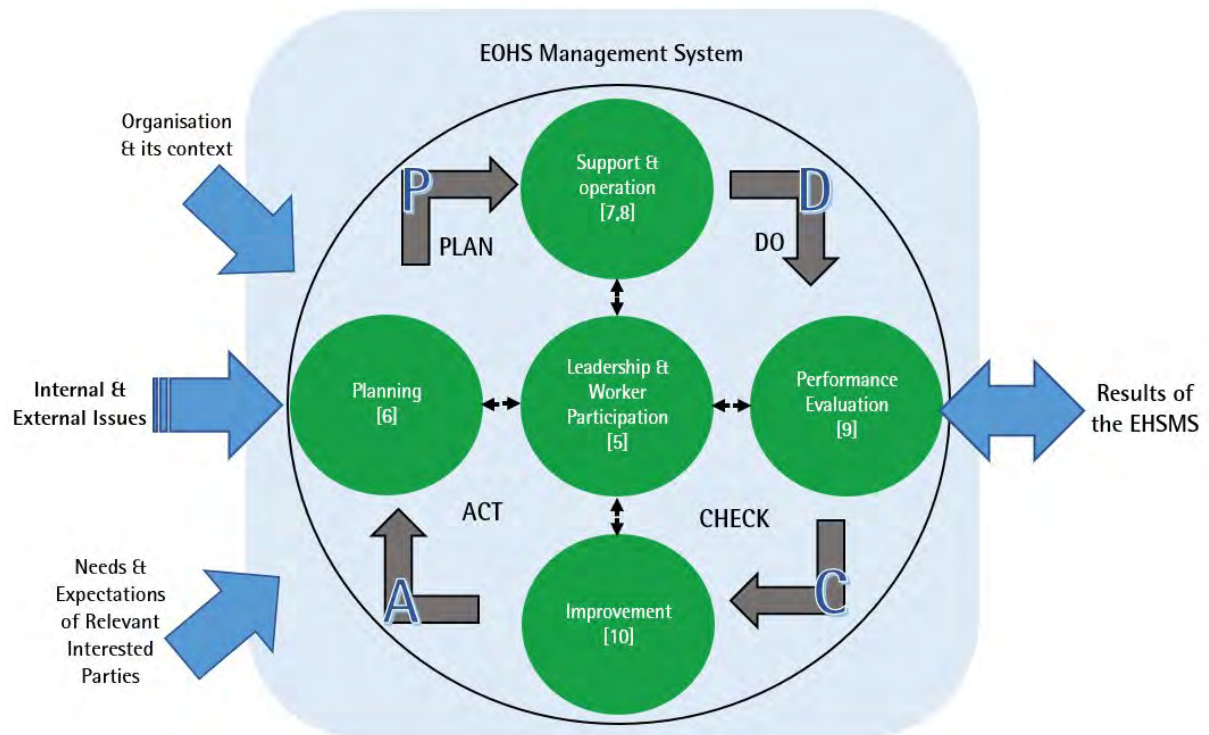 EOHS Management System
Organisation
& its context
Support &
operation
[7,8]
P
PLAN
D
DO
Internal &
External Issues
Planning
[6]
Leadership &
Worker
Participation
[5]
Performance
Evaluation
[9]
Results of
the EHSMS
ACT
CHECK
Needs &
Expectations
of Relevant
Interested
Parties
A
Improvement
[10]
C